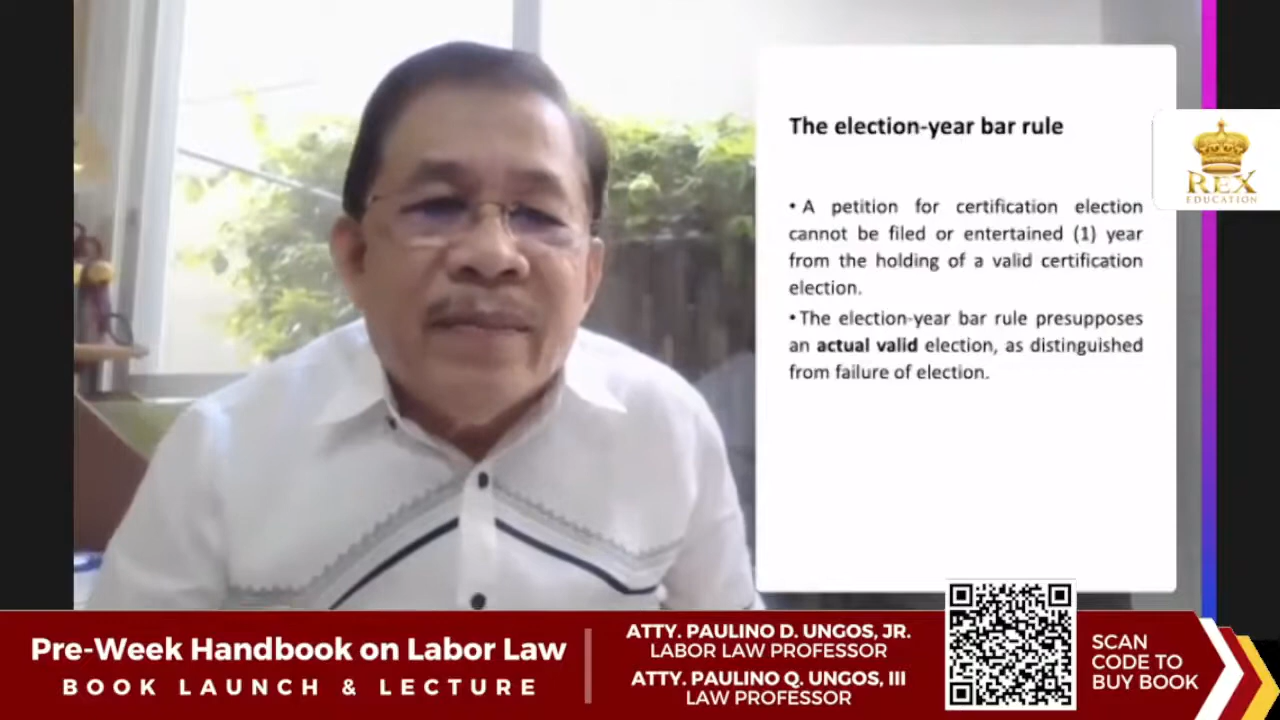 The election-year bar rule
• A petition for certification election
cannot be filed or entertained (1) year
from the holding of a valid certification
election.
• The election-year bar rule presupposes
an actual valid election, as distinguished
from failure of election.
REX
EDUCATION
Pre-Week Handbook on Labor Law
BOOK LAUNCH & LECTURE
ATTY. PAULINO D. UNGOS, JR.
LABOR LAW PROFESSOR
ATTY. PAULINO Q. UNGOS, III
LAW PROFESSOR
SCAN
CODE TO
BUY BOOK